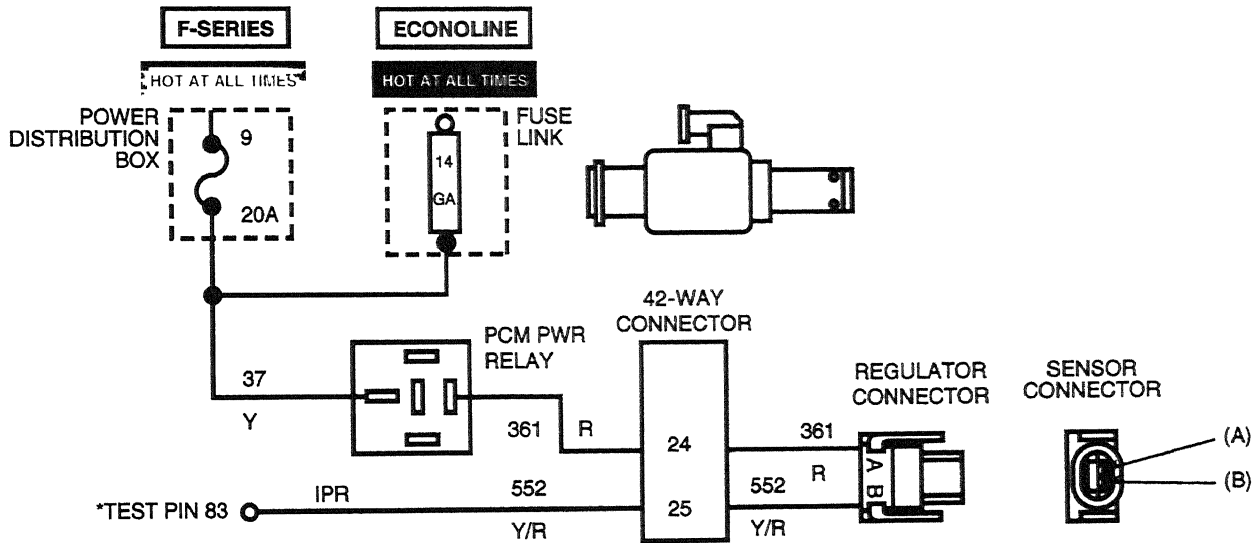 F-SERIES
ECONOLINE
HOT AT ALL TIMES
HOT AT ALL TIMES
POWER
DISTRIBUTION
BOX
9
20A
14
GA
FUSE
LINK
42-WAY
CONNECTOR
PCM PWR
RELAY
REGULATOR
CONNECTOR
SENSOR
CONNECTOR
37
Y
361
R
24
361
R
A
B
(A)
(B)
*TEST PIN 83
IPR
552
Y/R
25
552
Y/R